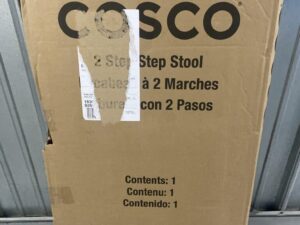 COSCO
2 Step Step Stool
à 2 Marches
con 2 Pasos
Contents: 1
Contenu: 1
Contenido: 1